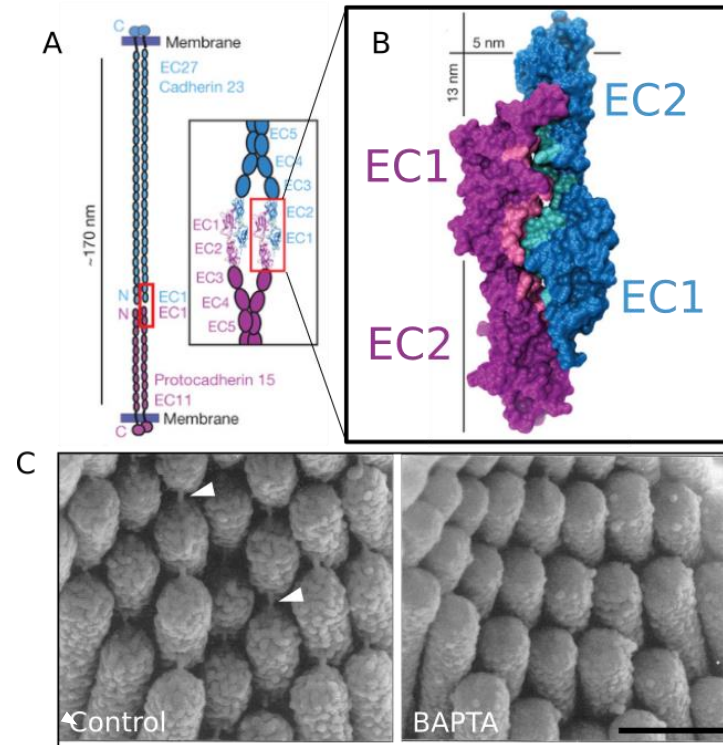 A
C
Membrane
EC27
Cadherin 23
~170 nm
N
EC1
N
EC1
Protocadherin 15
EC11
Membrane
C
EC5
EC4
EC3
EC1
EC2
EC2
EC1
EC3
EC4
EC5
B
5 nm
13 nm
EC2
EC1
EC1
EC2
C
Control
BAPTA